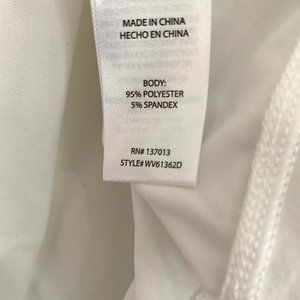 MADE IN CHINA
HECHO EN CHINA
BODY:
95% POLYESTER
5% SPANDEX
RN# 137013
STYLE# WV61362D